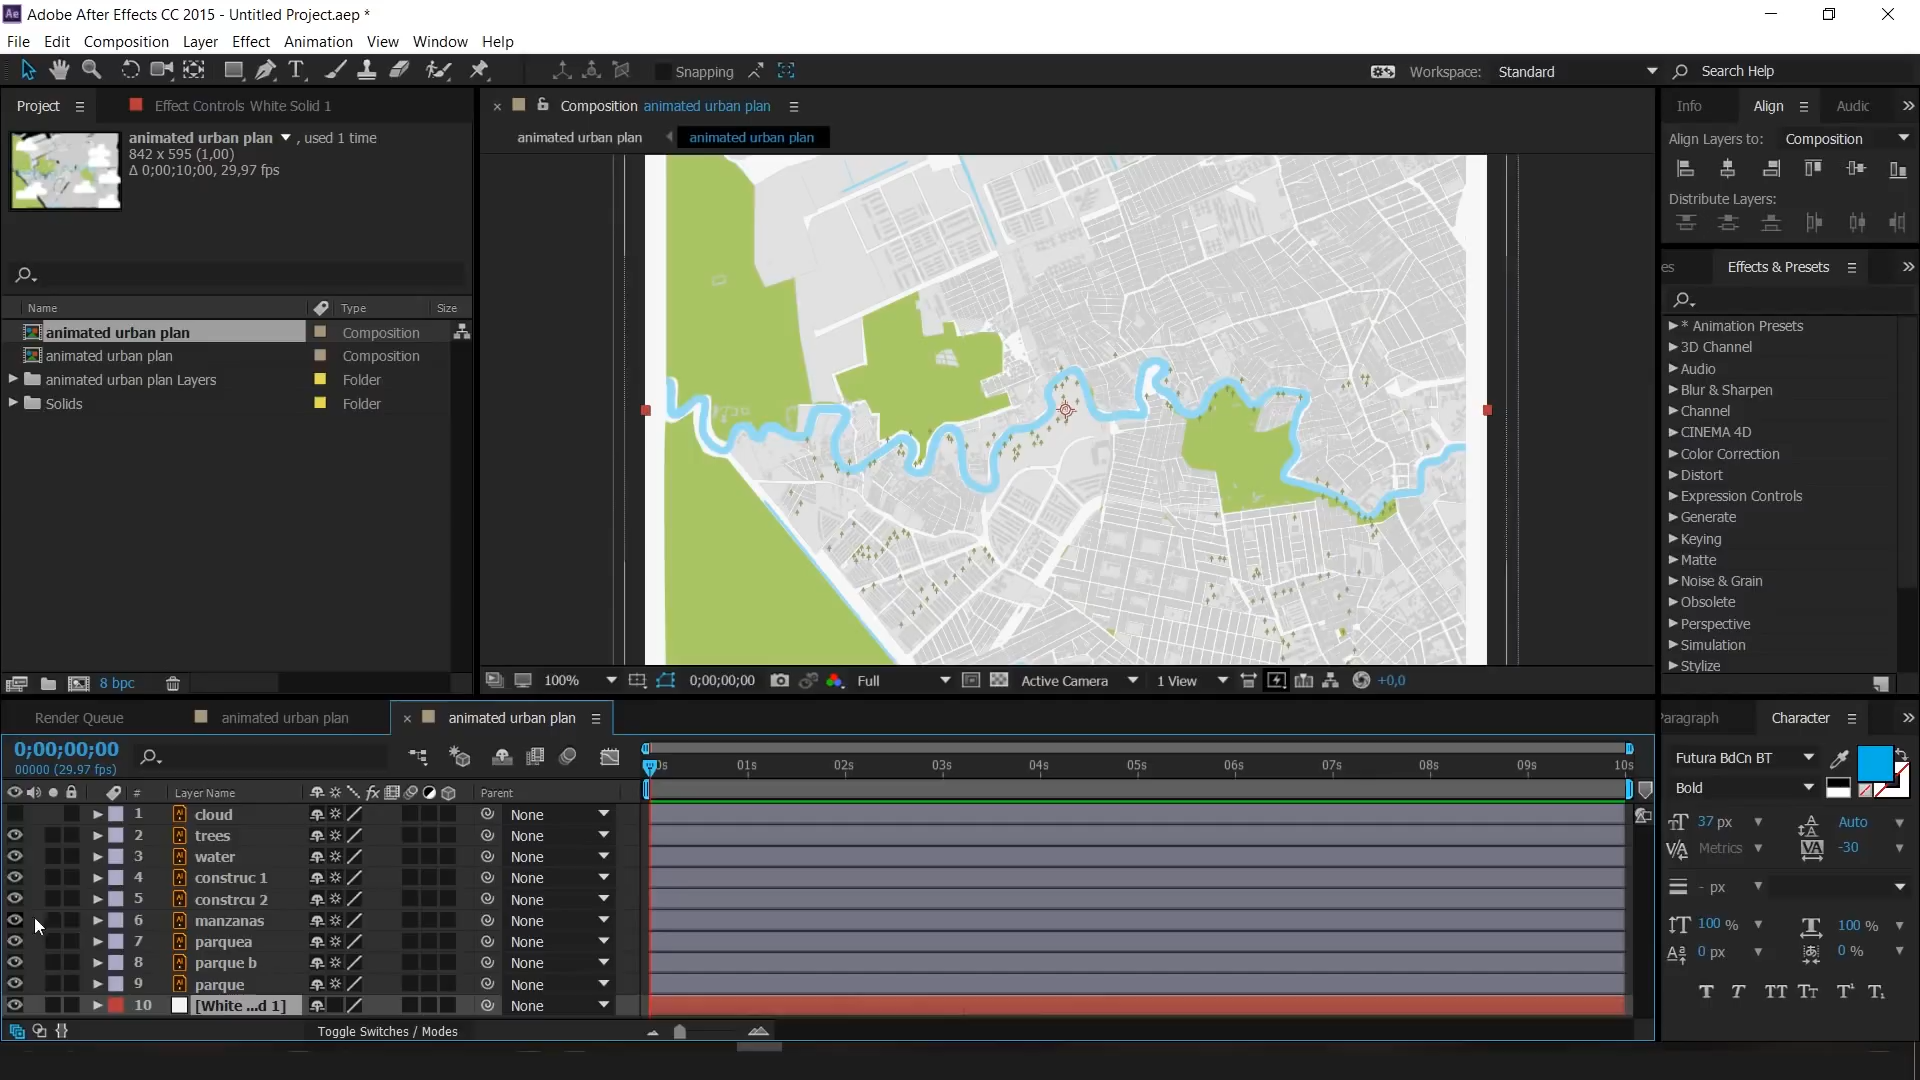 Adobe After Effects CC 2015 - Untitled Project.aep *
File Edit Composition Layer Effect Animation View Window Help
Snapping
Workspace: Standard
Search Help
Project
Effect Controls White Solid 1
animated urban plan , used 1 time
842 x 595 (1,00)
Δ 0;00;10;00, 29,97 fps
Name Type Size
animated urban plan Composition
animated urban plan Composition
animated urban plan Layers Folder
Solids Folder
8 bpc
Composition animated urban plan
animated urban plan animated urban plan
100% 0;00;00;00 Full Active Camera 1 View +0,0
Info Align Audic
Align Layers to: Composition
Distribute Layers:
es Effects & Presets
* Animation Presets
3D Channel
Audio
Blur & Sharpen
Channel
CINEMA 4D
Color Correction
Distort
Expression Controls
Generate
Keying
Matte
Noise & Grain
Obsolete
Perspective
Simulation
Stylize
Render Queue animated urban plan animated urban plan
0;00;00;00
00000 (29.97 fps)
0s 01s 02s 03s 04s 05s 06s 07s 08s 09s 10s
# Layer Name fx Parent
1 cloud None
2 trees None
3 water None
4 construc 1 None
5 constrcu 2 None
6 manzanas None
7 parquea None
8 parque b None
9 parque None
10 [White ...d 1] None
Toggle Switches / Modes
Paragraph Character
Futura BdCn BT
Bold
37 px Auto
Metrics -30
- px
100 % 100 %
0 px 0 %
T T TT Tt T¹ T₁